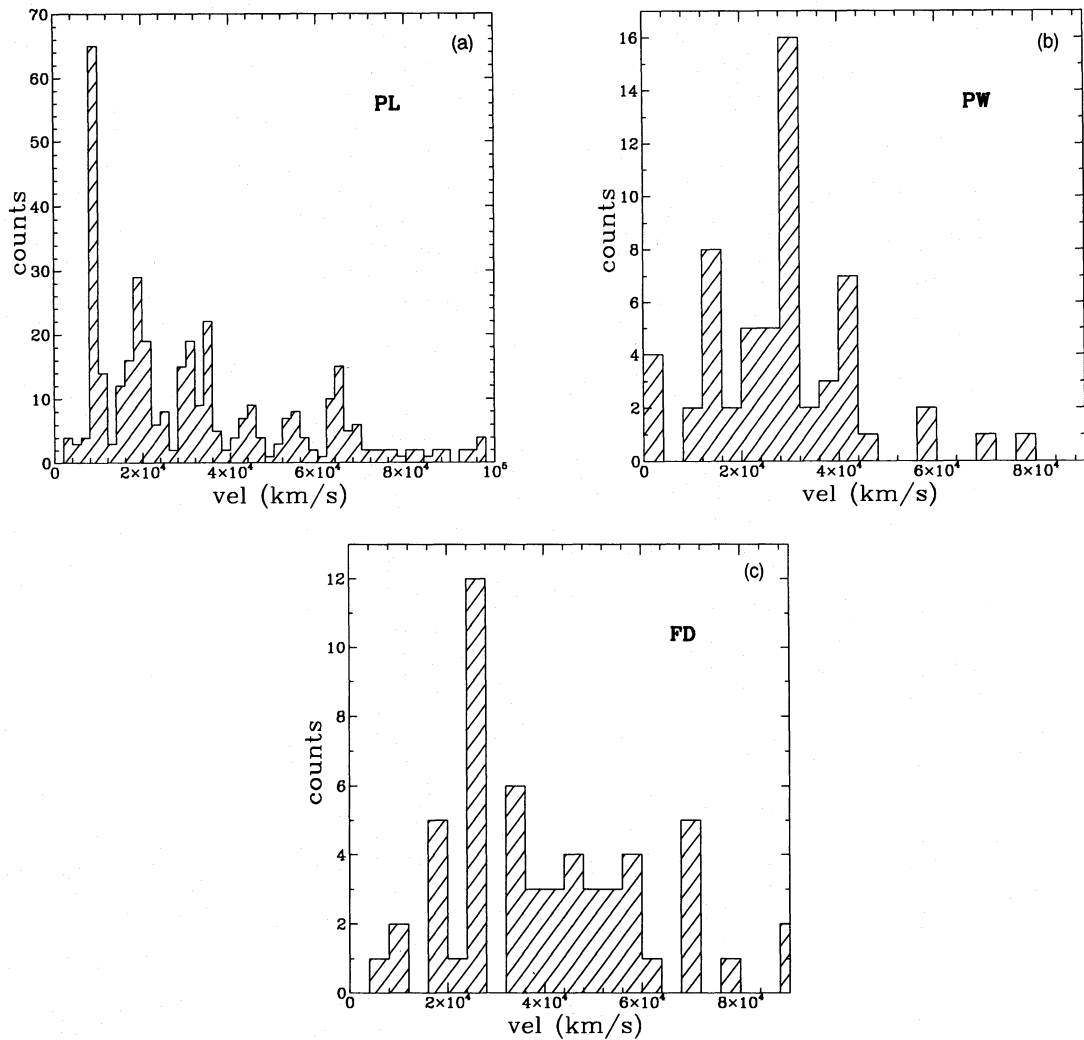 (a)
PL
70
60
50
40
30
20
10
0
counts
0 2×10⁴ 4×10⁴ 6×10⁴ 8×10⁴ 10⁵
vel (km/s)
(b)
PW
16
14
12
10
8
6
4
2
0
counts
0 2×10⁴ 4×10⁴ 6×10⁴ 8×10⁴
vel (km/s)
(c)
FD
12
10
8
6
4
2
0
counts
0 2×10⁴ 4×10⁴ 6×10⁴ 8×10⁴
vel (km/s)